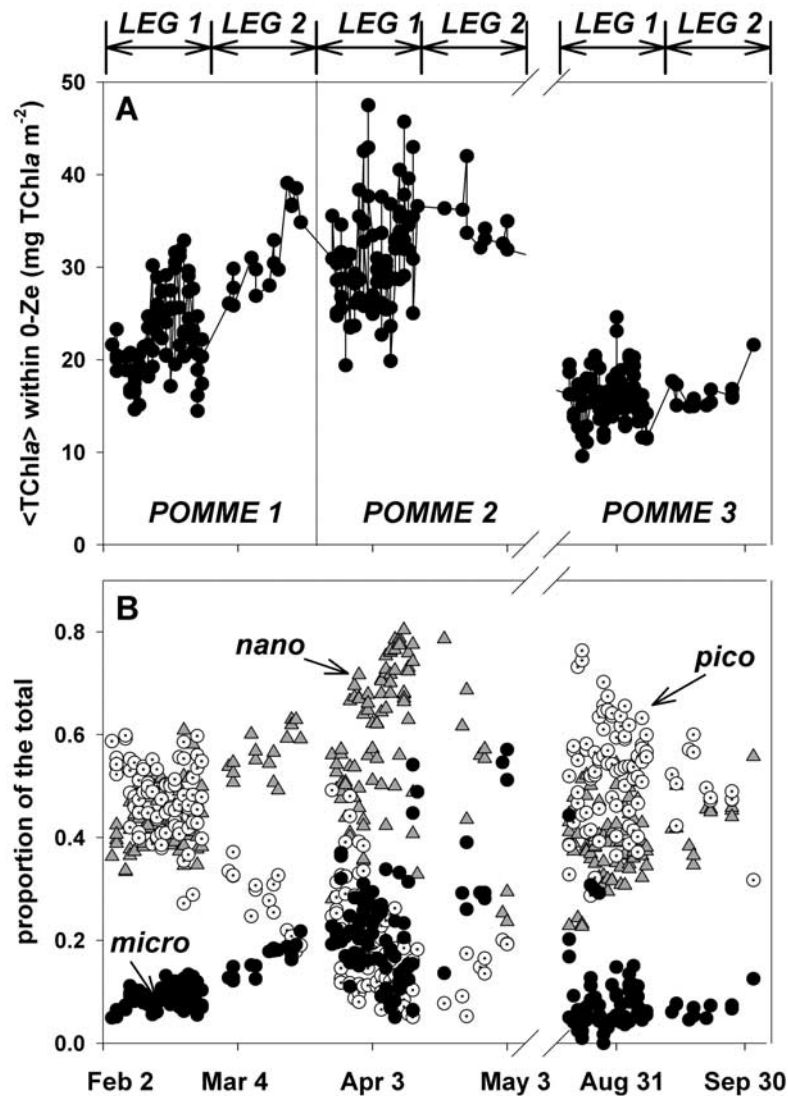 LEG 1 LEG 2 LEG 1 LEG 2 LEG 1 LEG 2
A
<TChla> within 0-Ze (mg TChla m-2)
50
40
30
20
10
0
POMME 1 POMME 2 POMME 3
B
proportion of the total
0.8
0.6
0.4
0.2
0.0
nano
pico
micro
Feb 2 Mar 4 Apr 3 May 3 Aug 31 Sep 30